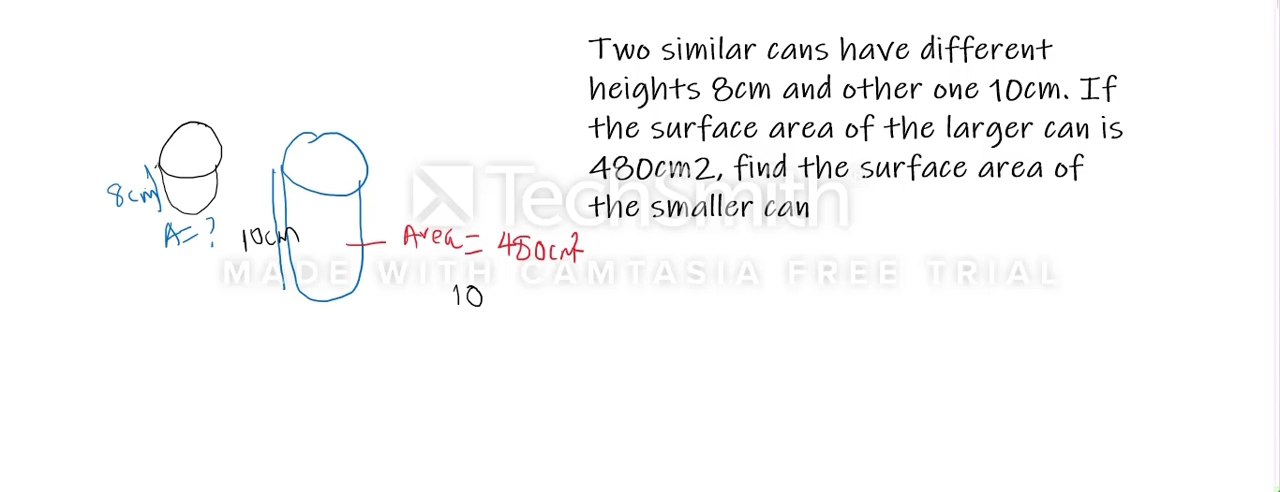 Two similar cans have different
heights 8cm and other one 10cm. If
the surface area of the larger can is
480cm2, find the surface area of
the smaller can
8cm
A=?
10cm
Area = 480cm²
10
TechSmith
MADE WITH CAMTASIA FREE TRIAL